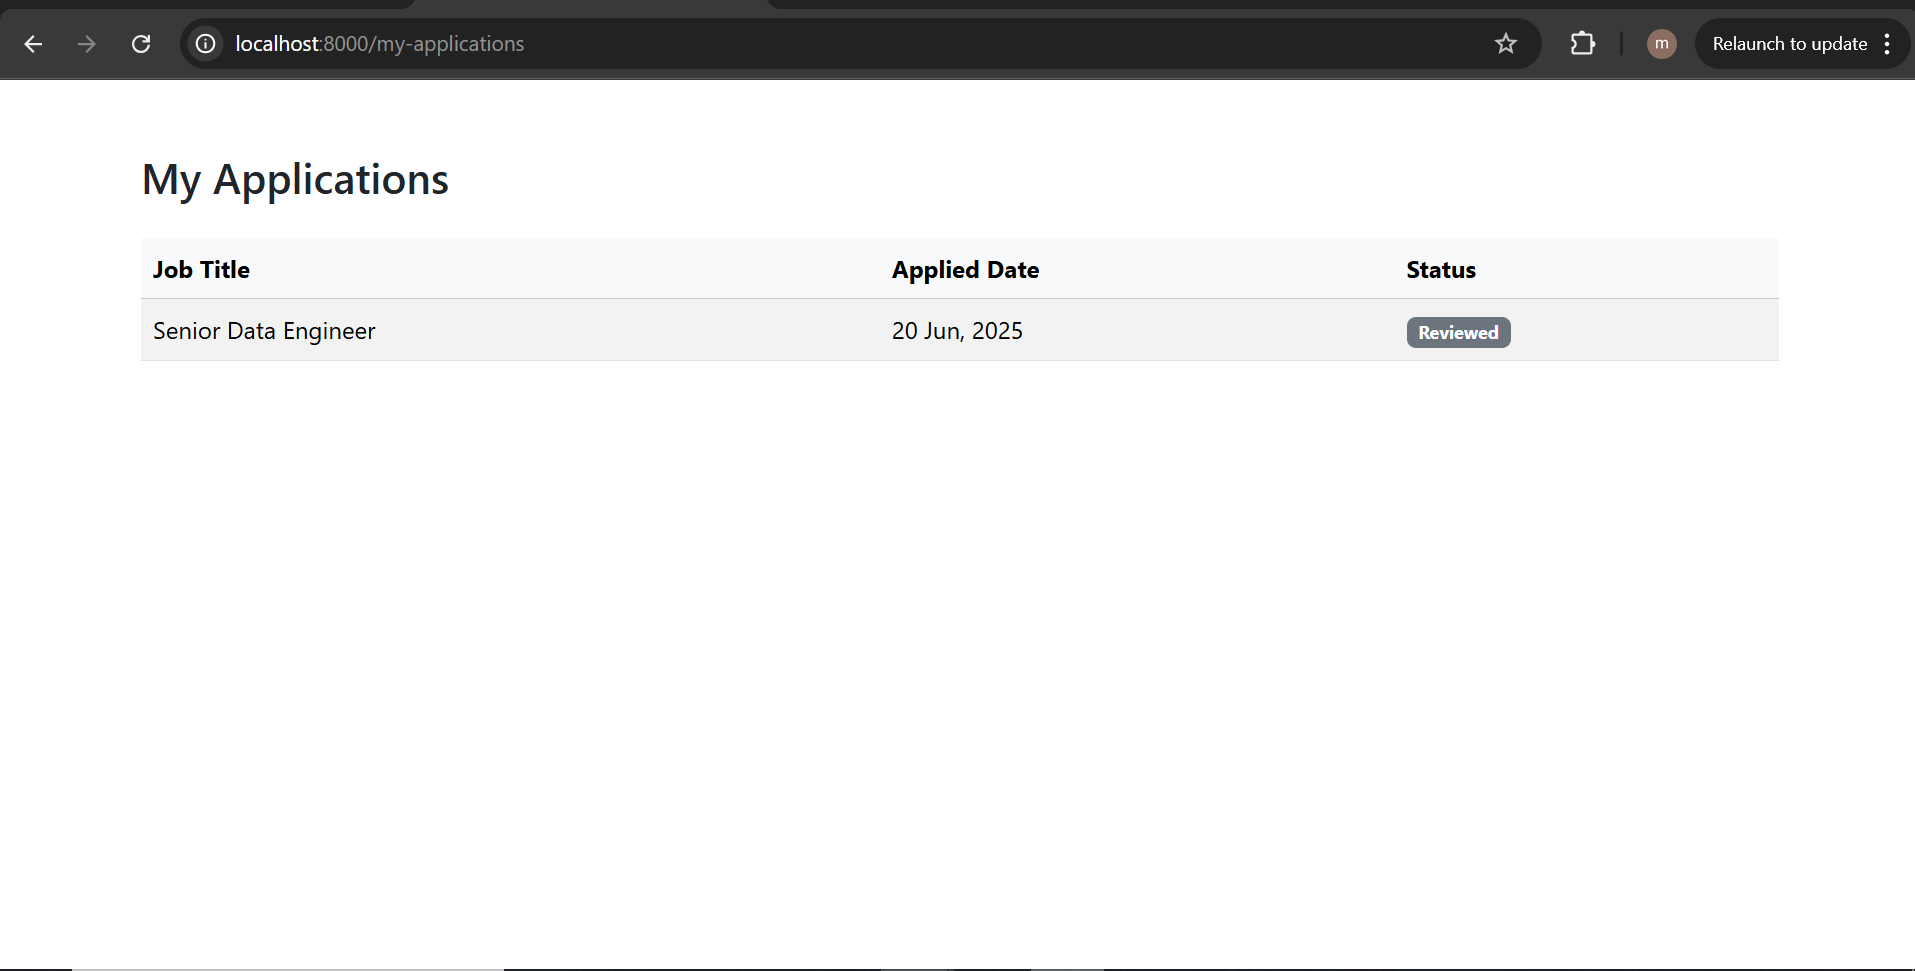 localhost:8000/my-applications
m
Relaunch to update
My Applications
Job Title Applied Date Status
Senior Data Engineer 20 Jun, 2025 Reviewed